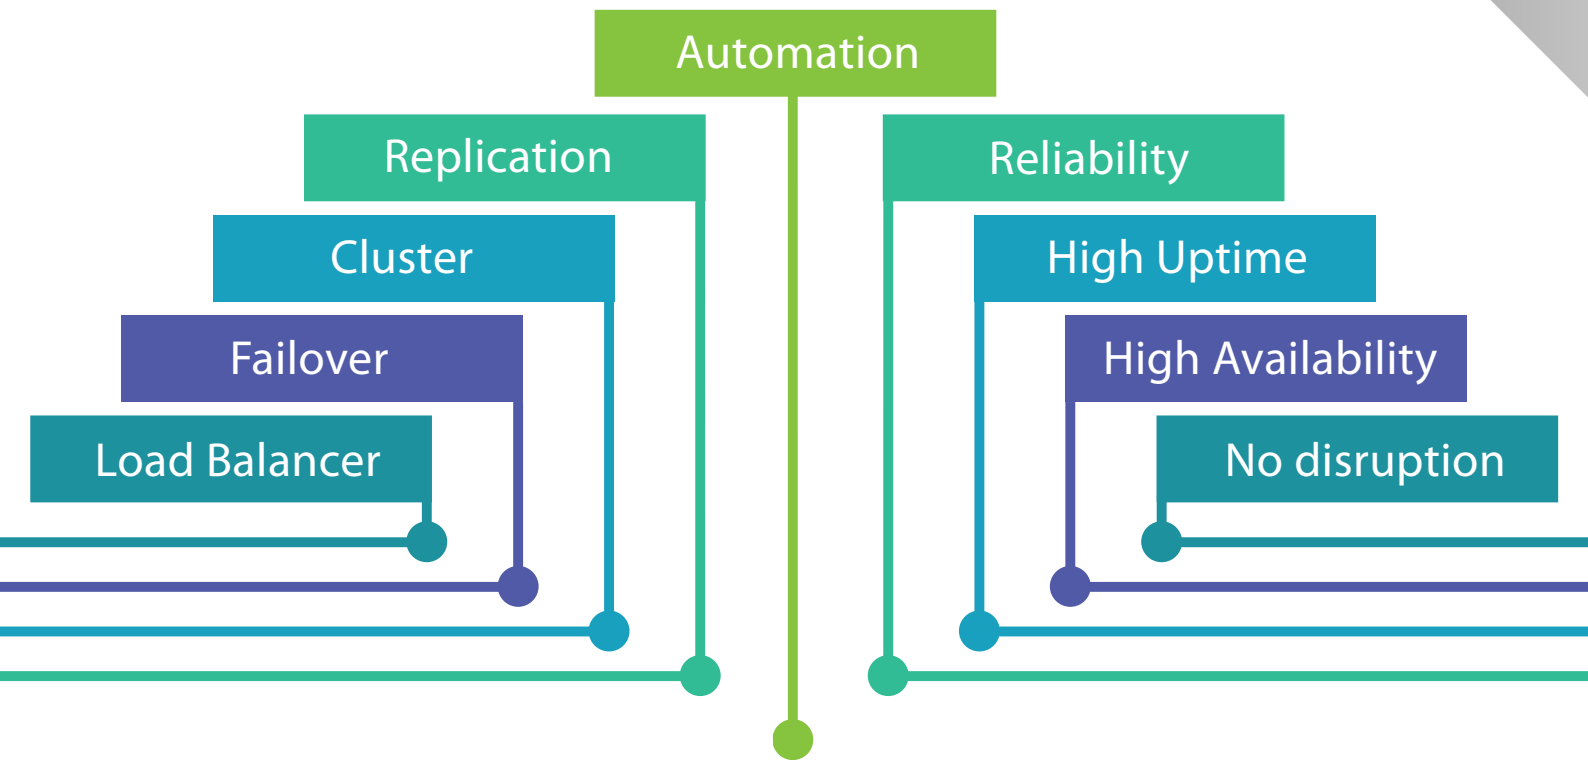 Automation
Replication
Reliability
Cluster
High Uptime
Failover
High Availability
Load Balancer
No disruption